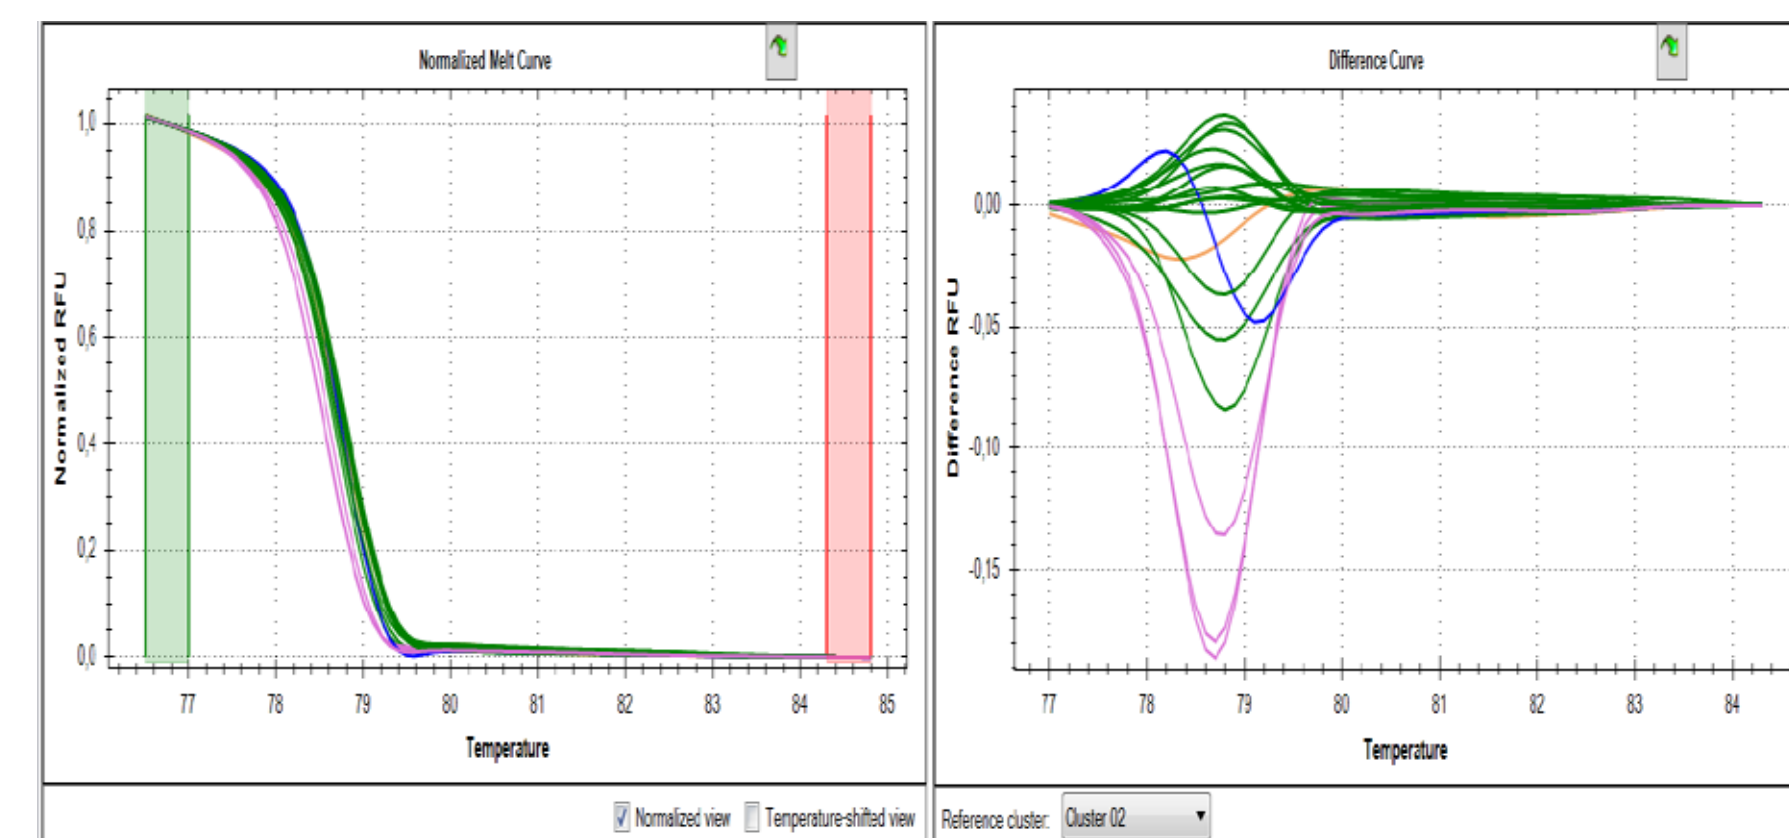 Normalized Melt Curve
Normalized RFU
1,0
0,8
0,6
0,4
0,2
0,0
77 78 79 80 81 82 83 84 85
Temperature
Normalized view Temperature-shifted view
Difference Curve
Difference RFU
0,00
-0,05
-0,10
-0,15
77 78 79 80 81 82 83 84
Temperature
Reference cluster: Cluster 02